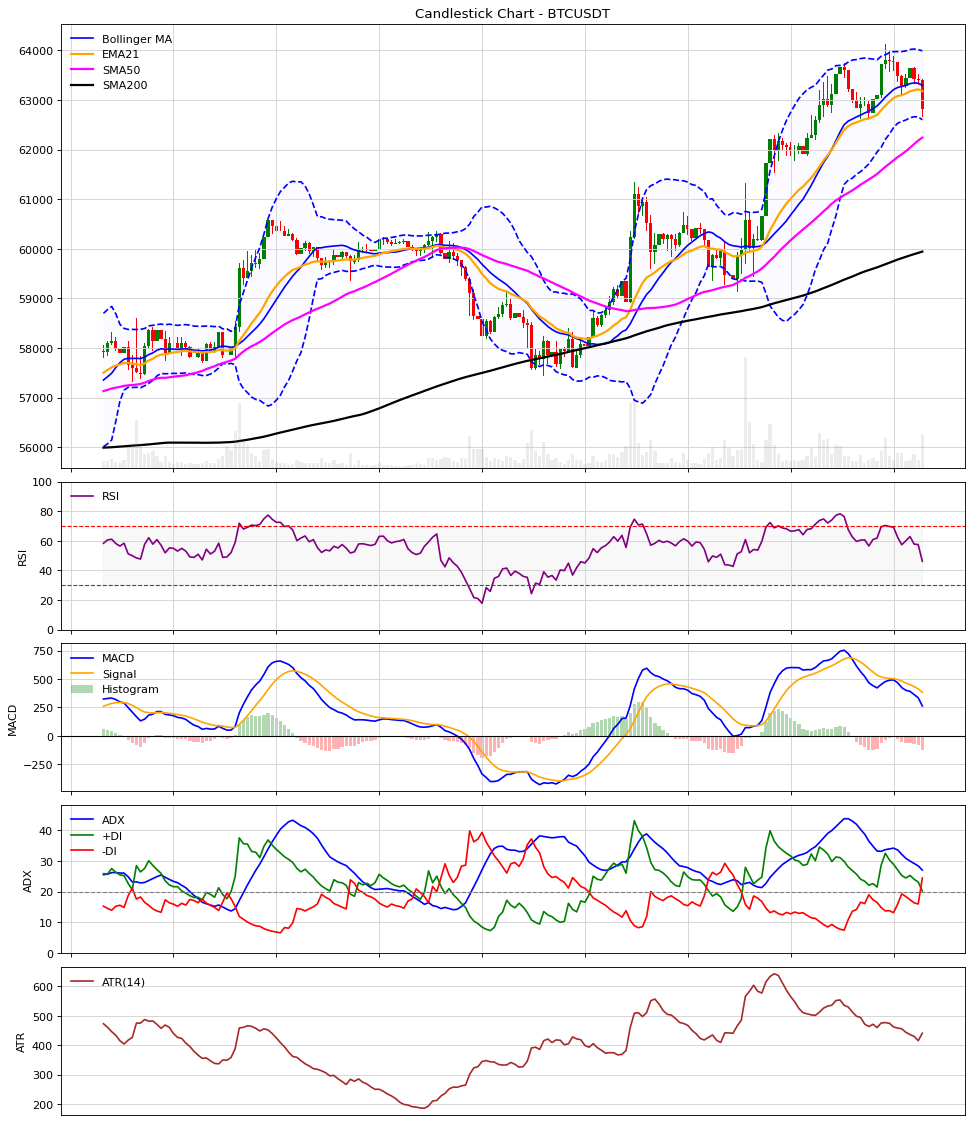 Candlestick Chart - BTCUSDT
Bollinger MA
EMA21
SMA50
SMA200
64000
63000
62000
61000
60000
59000
58000
57000
56000
RSI
RSI
100
80
60
40
20
0
MACD
MACD
Signal
Histogram
750
500
250
0
−250
ADX
ADX
+DI
-DI
40
30
20
10
0
ATR
ATR(14)
600
500
400
300
200